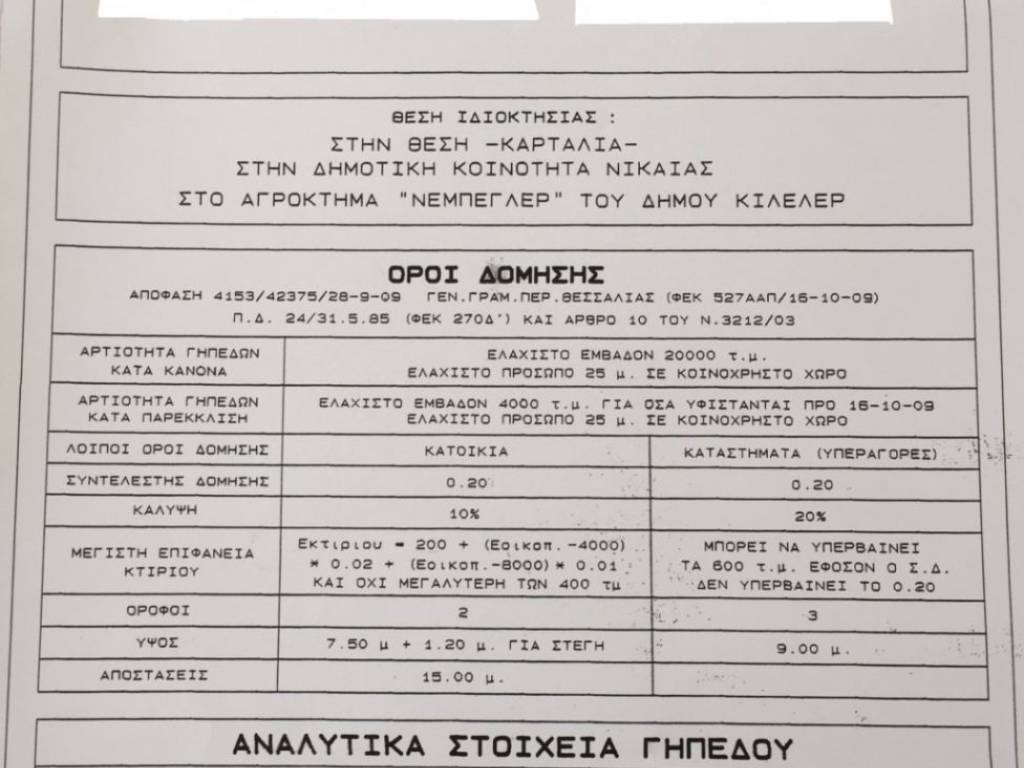 ΘΕΣΗ ΙΔΙΟΚΤΗΣΙΑΣ :
ΣΤΗΝ ΘΕΣΗ -ΚΑΡΤΑΛΙΑ-
ΣΤΗΝ ΔΗΜΟΤΙΚΗ ΚΟΙΝΟΤΗΤΑ ΝΙΚΑΙΑΣ
ΣΤΟ ΑΓΡΟΚΤΗΜΑ "ΝΕΜΠΕΓΛΕΡ" ΤΟΥ ΔΗΜΟΥ ΚΙΛΕΛΕΡ
ΟΡΟΙ ΔΟΜΗΣΗΣ
ΑΠΟΦΑΣΗ 4153/42375/28-9-09 ΓΕΝ.ΓΡΑΜ.ΠΕΡ.ΘΕΣΣΑΛΙΑΣ (ΦΕΚ 527ΑΑΠ/16-10-09)
Π.Δ. 24/31.5.85 (ΦΕΚ 270Δ') ΚΑΙ ΑΡΘΡΟ 10 ΤΟΥ Ν.3212/03
ΑΡΤΙΟΤΗΤΑ ΓΗΠΕΔΩΝ
ΚΑΤΑ ΚΑΝΟΝΑ
ΕΛΑΧΙΣΤΟ ΕΜΒΑΔΟΝ 20000 τ.μ.
ΕΛΑΧΙΣΤΟ ΠΡΟΣΩΠΟ 25 μ. ΣΕ ΚΟΙΝΟΧΡΗΣΤΟ ΧΩΡΟ
ΑΡΤΙΟΤΗΤΑ ΓΗΠΕΔΩΝ
ΚΑΤΑ ΠΑΡΕΚΚΛΙΣΗ
ΕΛΑΧΙΣΤΟ ΕΜΒΑΔΟΝ 4000 τ.μ. ΓΙΑ ΟΣΑ ΥΦΙΣΤΑΝΤΑΙ ΠΡΟ 16-10-09
ΕΛΑΧΙΣΤΟ ΠΡΟΣΩΠΟ 25 μ. ΣΕ ΚΟΙΝΟΧΡΗΣΤΟ ΧΩΡΟ
ΛΟΙΠΟΙ ΟΡΟΙ ΔΟΜΗΣΗΣ
ΚΑΤΟΙΚΙΑ
ΚΑΤΑΣΤΗΜΑΤΑ (ΥΠΕΡΑΓΟΡΕΣ)
ΣΥΝΤΕΛΕΣΤΗΣ ΔΟΜΗΣΗΣ
0.20
0.20
ΚΑΛΥΨΗ
10%
20%
ΜΕΓΙΣΤΗ ΕΠΙΦΑΝΕΙΑ
ΚΤΙΡΙΟΥ
Εκτιριου = 200 + (Εοικοπ.-4000)
* 0.02 + (Εοικοπ.-8000)* 0.01
ΚΑΙ ΟΧΙ ΜΕΓΑΛΥΤΕΡΗ ΤΩΝ 400 τμ
ΜΠΟΡΕΙ ΝΑ ΥΠΕΡΒΑΙΝΕΙ
ΤΑ 600 τ.μ. ΕΦΟΣΟΝ Ο Σ.Δ.
ΔΕΝ ΥΠΕΡΒΑΙΝΕΙ ΤΟ 0.20
ΟΡΟΦΟΙ
2
3
ΥΨΟΣ
7.50 μ + 1.20 μ. ΓΙΑ ΣΤΕΓΗ
9.00 μ.
ΑΠΟΣΤΑΣΕΙΣ
15.00 μ.
ΑΝΑΛΥΤΙΚΑ ΣΤΟΙΧΕΙΑ ΓΗΠΕΔΟΥ